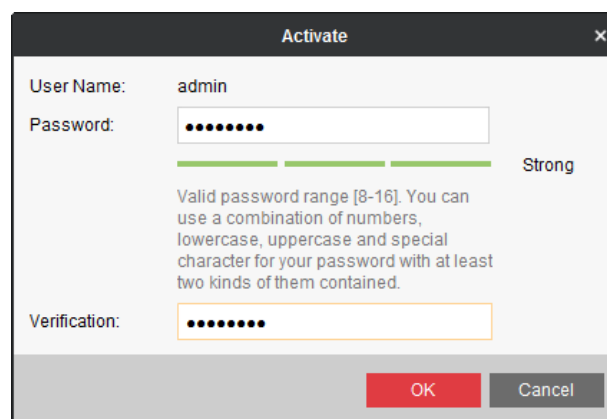 Activate
User Name: admin
Password: ●●●●●●●●
Strong
Valid password range [8-16]. You can
use a combination of numbers,
lowercase, uppercase and special
character for your password with at least
two kinds of them contained.
Verification: ●●●●●●●●
OK Cancel